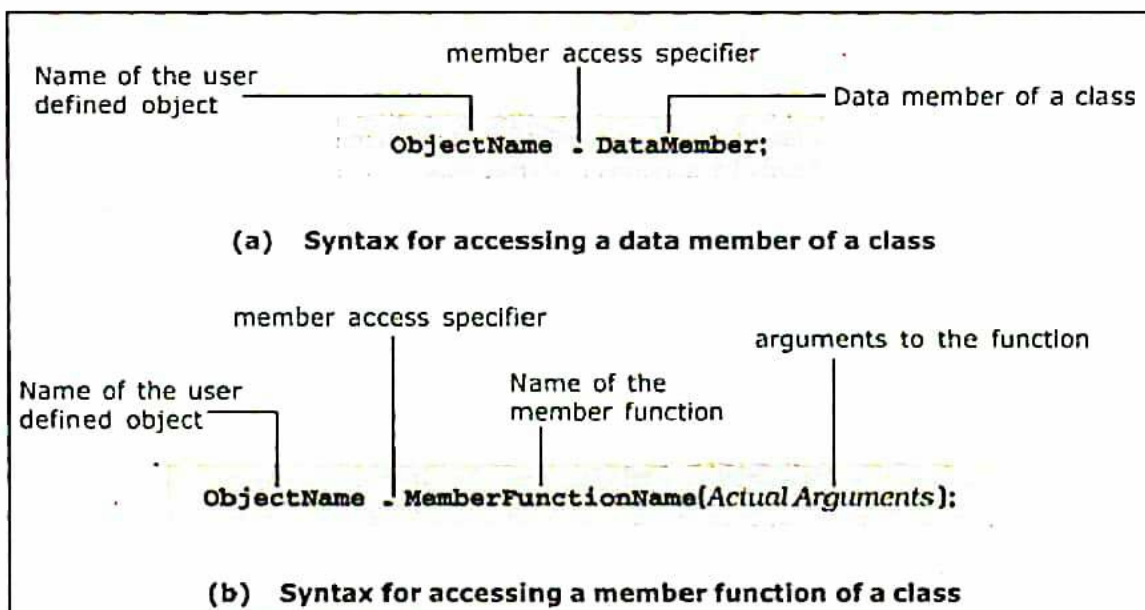 member access specifier
Name of the user
defined object
Data member of a class
ObjectName . DataMember;
(a) Syntax for accessing a data member of a class
member access specifier
arguments to the function
Name of the user
defined object
Name of the
member function
ObjectName . MemberFunctionName(Actual Arguments);
(b) Syntax for accessing a member function of a class